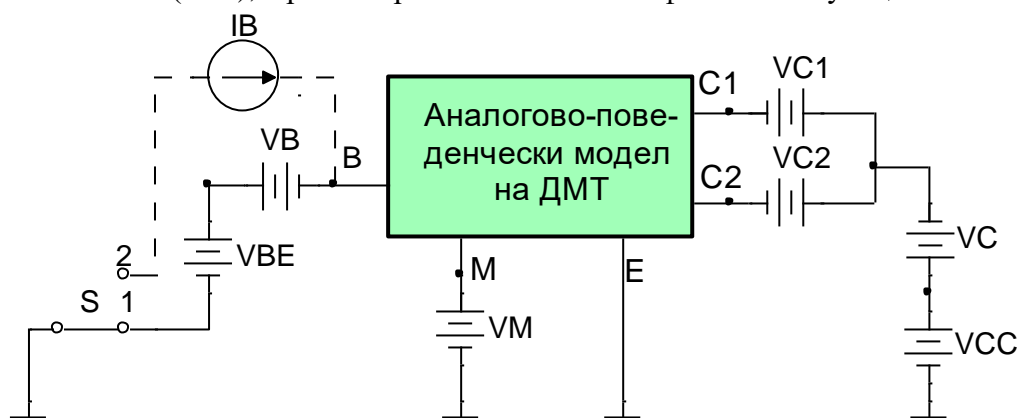 IB
VB
B
Аналогово-пове-
денчески модел
на ДМТ
C1
VC1
C2
VC2
VBE
2
S 1
M
VM
E
VC
VCC